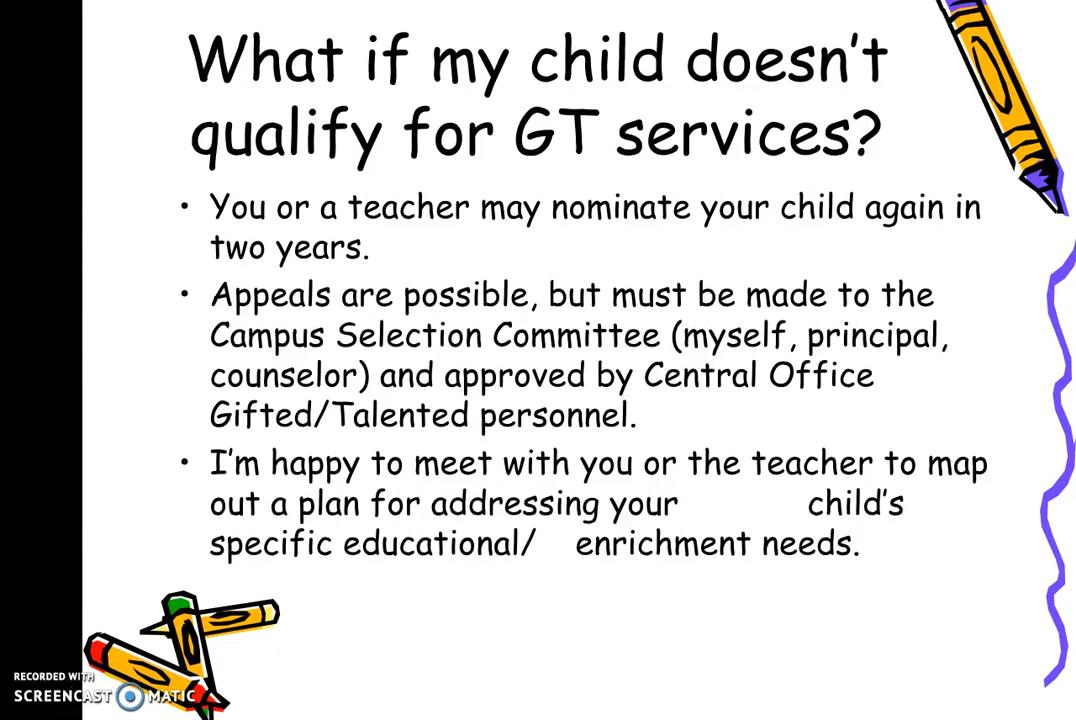 What if my child doesn't
qualify for GT services?
• You or a teacher may nominate your child again in
two years.
• Appeals are possible, but must be made to the
Campus Selection Committee (myself, principal,
counselor) and approved by Central Office
Gifted/Talented personnel.
• I'm happy to meet with you or the teacher to map
out a plan for addressing your child's
specific educational/ enrichment needs.
RECORDED WITH
SCREENCAST MATIC